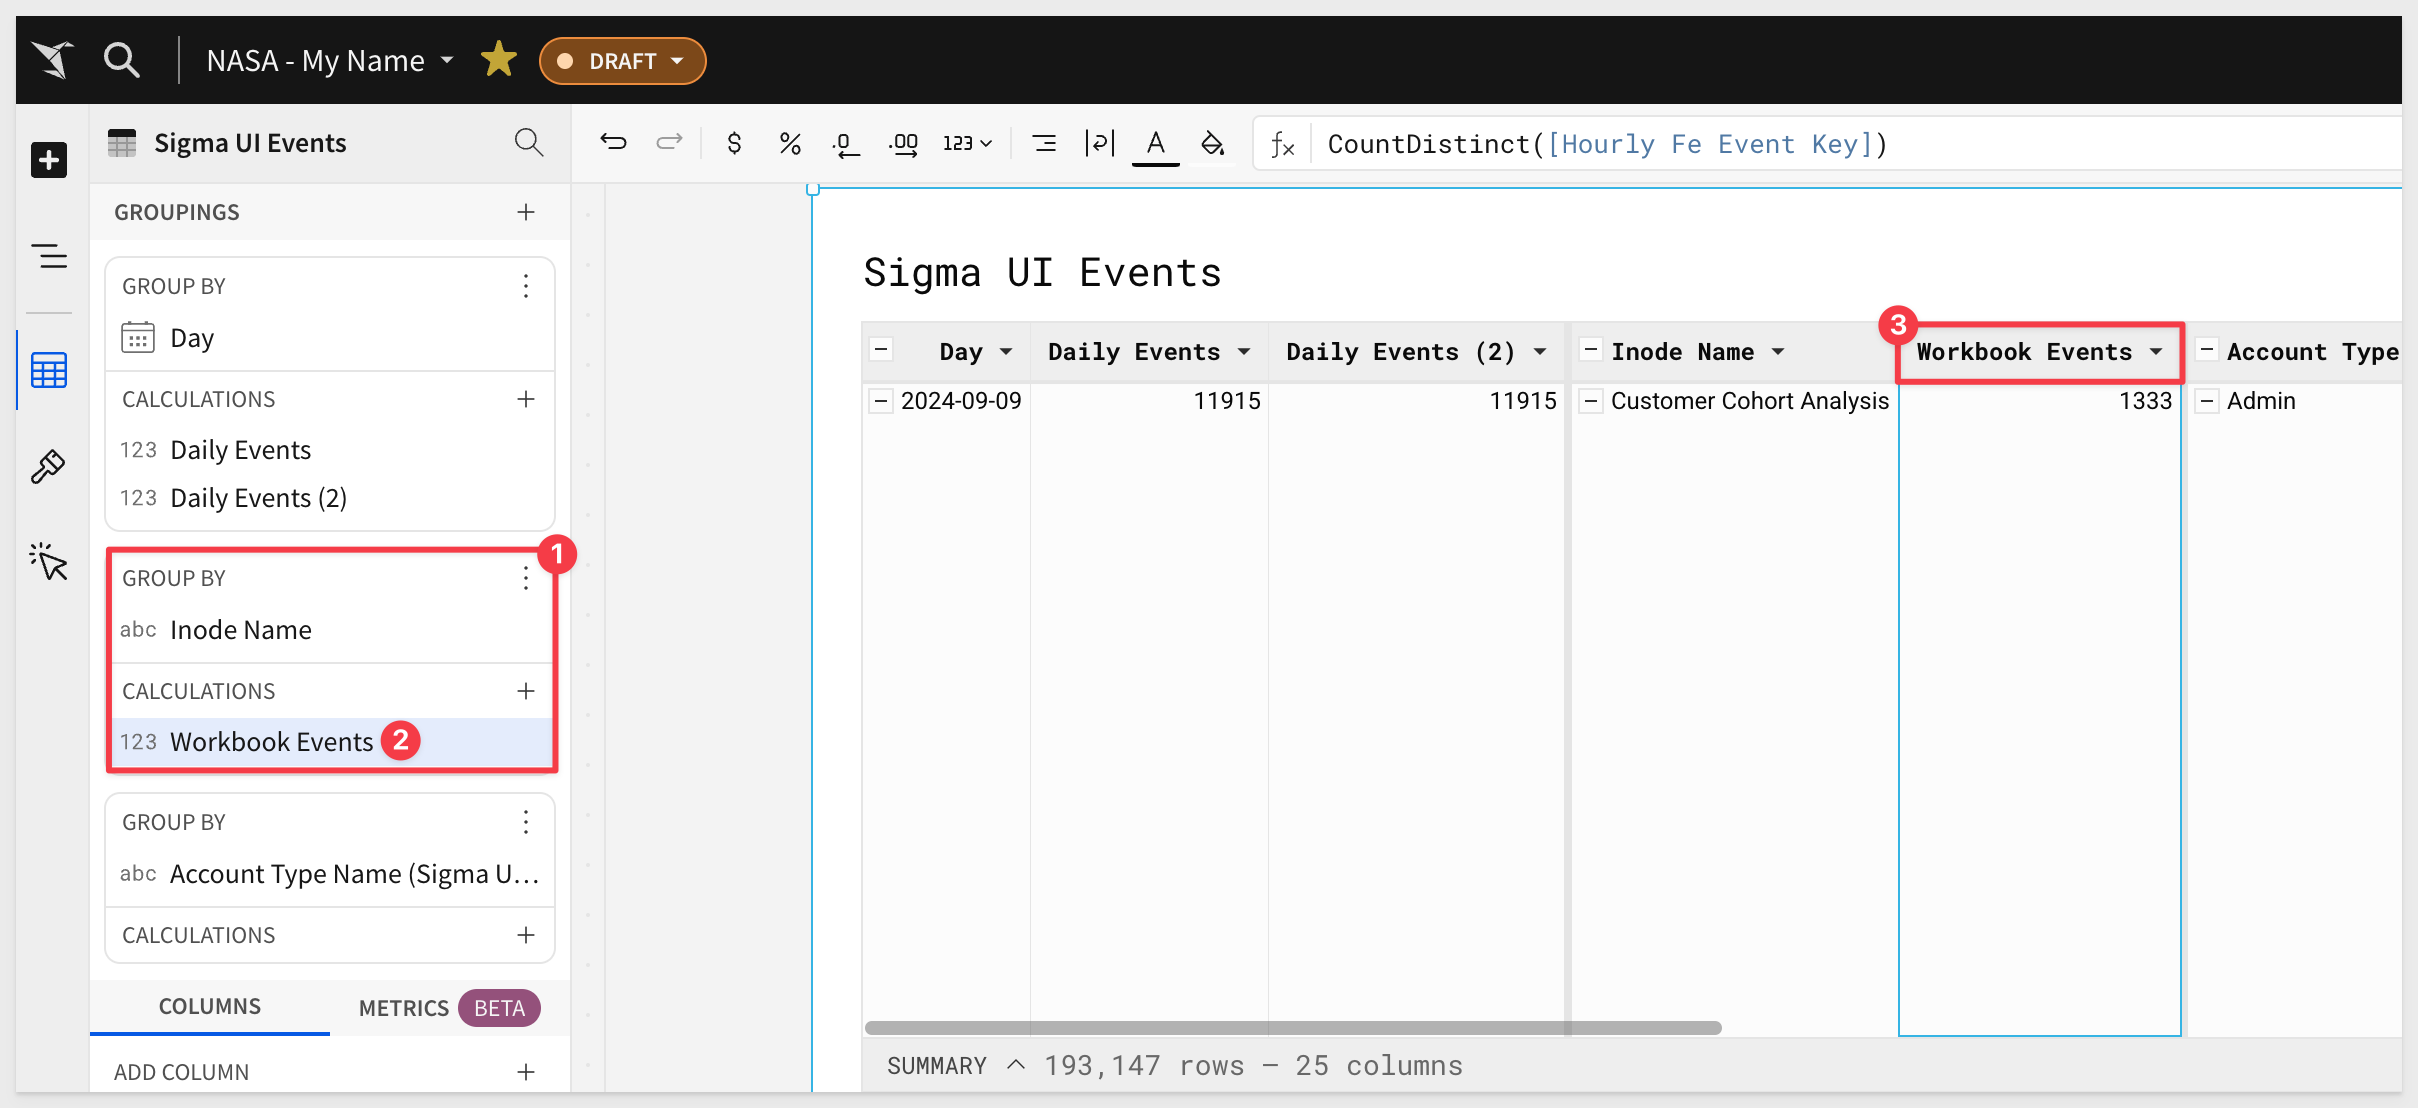 NASA - My Name DRAFT
Sigma UI Events
$ % .0 .00 123 A fx CountDistinct([Hourly Fe Event Key])
GROUPINGS
GROUP BY
Day
CALCULATIONS
123 Daily Events
123 Daily Events (2)
1
GROUP BY
abc Inode Name
CALCULATIONS
123 Workbook Events 2
GROUP BY
abc Account Type Name (Sigma U...
CALCULATIONS
COLUMNS METRICS BETA
ADD COLUMN
Sigma UI Events
3
Day Daily Events Daily Events (2) Inode Name Workbook Events Account Type
2024-09-09 11915 11915 Customer Cohort Analysis 1333 Admin
SUMMARY 193,147 rows – 25 columns